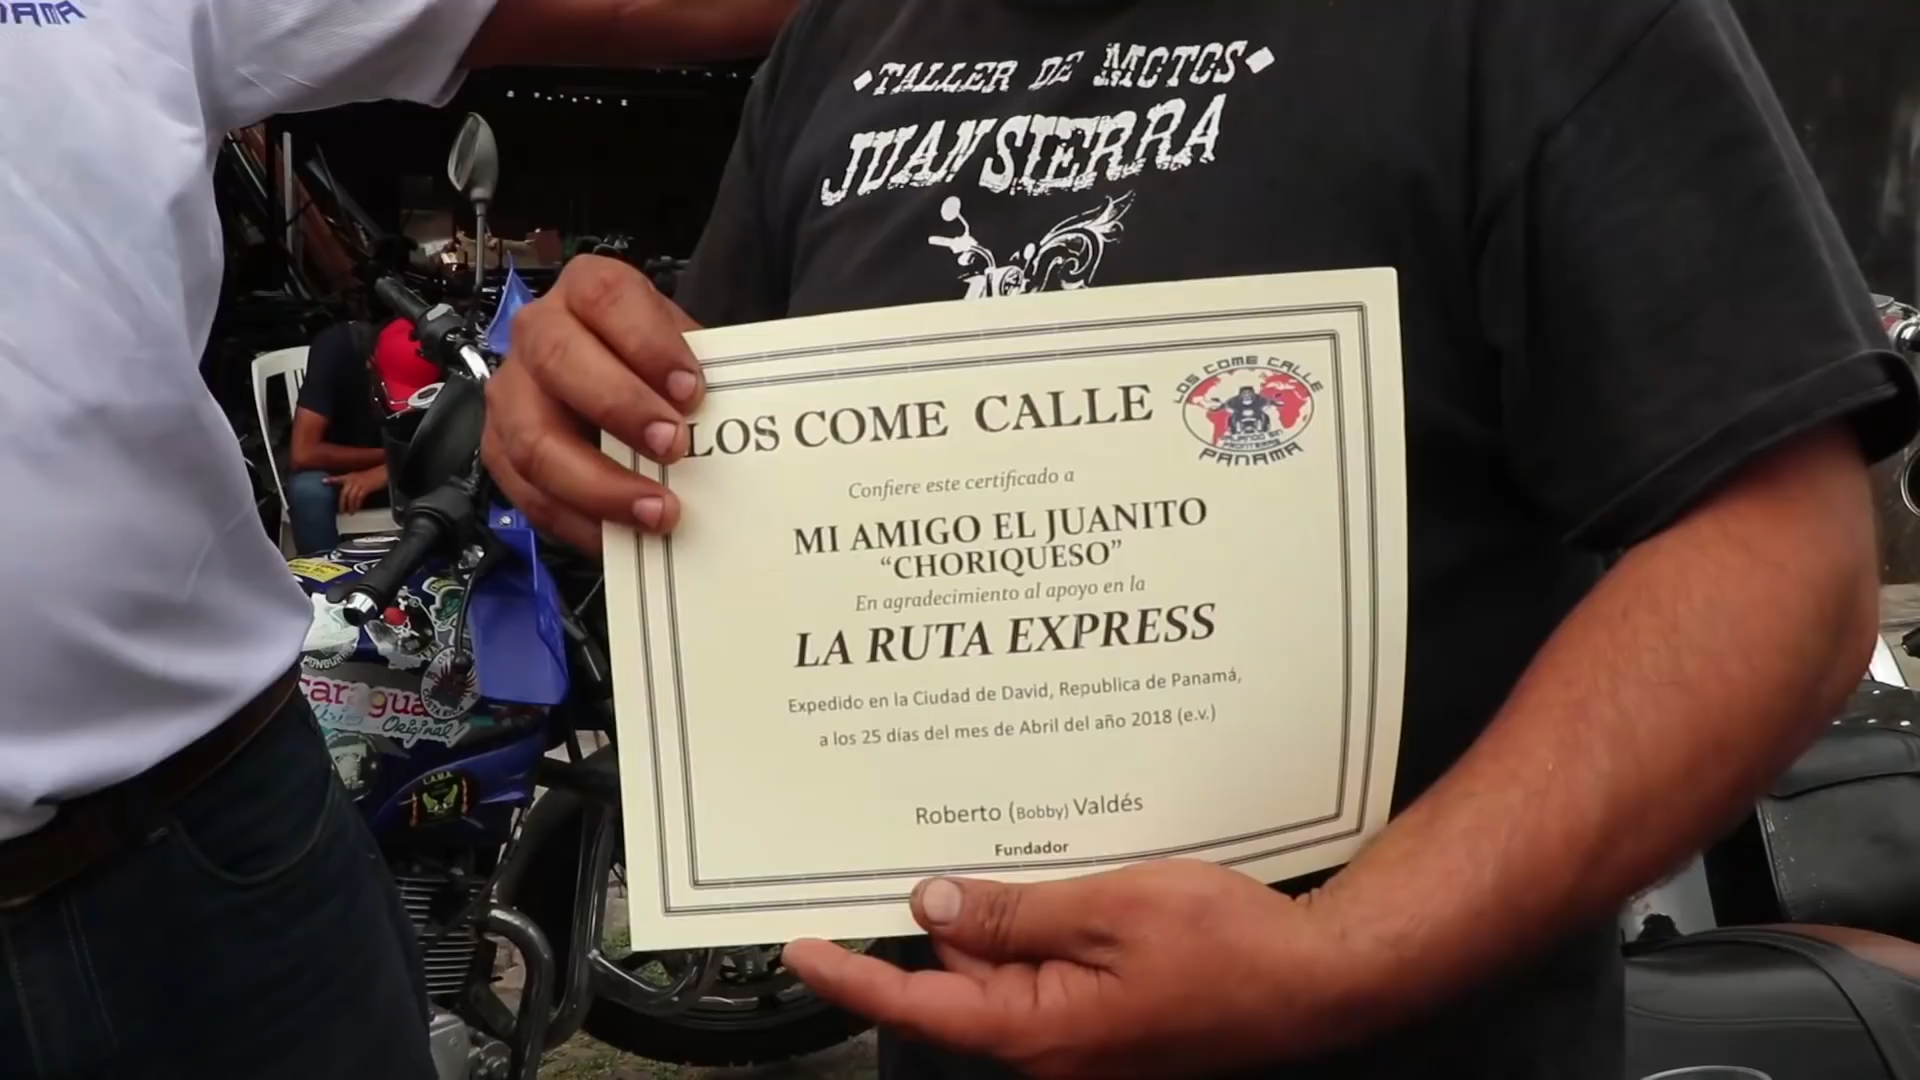 TALLER DE MOTOS
JUAN SIERRA
LOS COME CALLE
LOS COME CALLE
PANAMA
Confiere este certificado a
MI AMIGO EL JUANITO
“CHORIQUESO”
En agradecimiento al apoyo en la
LA RUTA EXPRESS
Expedido en la Ciudad de David, Republica de Panamá,
a los 25 días del mes de Abril del año 2018 (e.v.)
Roberto (Bobby) Valdés
Fundador
caragua
Original!
L.A.M.A.